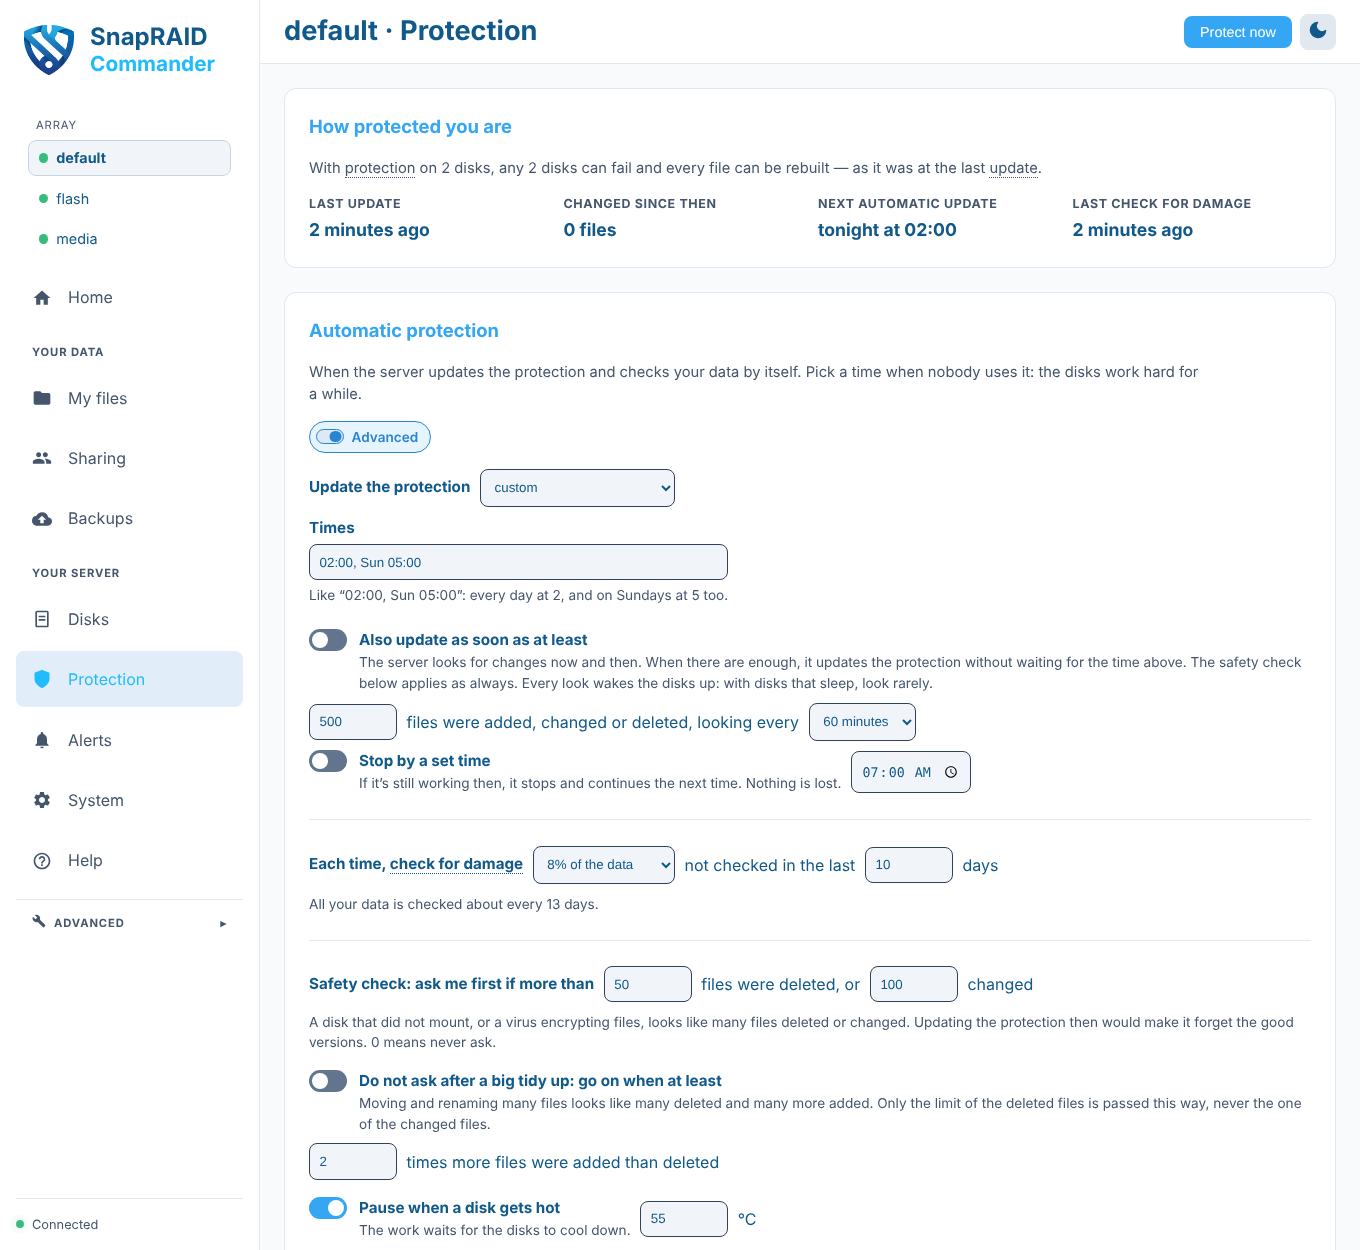 SnapRAID
Commander
ARRAY
default
flash
media
Home
YOUR DATA
My files
Sharing
Backups
YOUR SERVER
Disks
Protection
Alerts
System
Help
ADVANCED
Connected
default · Protection
Protect now
How protected you are
With protection on 2 disks, any 2 disks can fail and every file can be rebuilt — as it was at the last update.
LAST UPDATE
2 minutes ago
CHANGED SINCE THEN
0 files
NEXT AUTOMATIC UPDATE
tonight at 02:00
LAST CHECK FOR DAMAGE
2 minutes ago
Automatic protection
When the server updates the protection and checks your data by itself. Pick a time when nobody uses it: the disks work hard for
a while.
Advanced
Update the protection custom
Times
02:00, Sun 05:00
Like “02:00, Sun 05:00”: every day at 2, and on Sundays at 5 too.
Also update as soon as at least
The server looks for changes now and then. When there are enough, it updates the protection without waiting for the time above. The safety check
below applies as always. Every look wakes the disks up: with disks that sleep, look rarely.
500 files were added, changed or deleted, looking every 60 minutes
Stop by a set time
If it’s still working then, it stops and continues the next time. Nothing is lost.
07:00 AM
Each time, check for damage 8% of the data not checked in the last 10 days
All your data is checked about every 13 days.
Safety check: ask me first if more than 50 files were deleted, or 100 changed
A disk that did not mount, or a virus encrypting files, looks like many files deleted or changed. Updating the protection then would make it forget the good
versions. 0 means never ask.
Do not ask after a big tidy up: go on when at least
Moving and renaming many files looks like many deleted and many more added. Only the limit of the deleted files is passed this way, never the one
of the changed files.
2 times more files were added than deleted
Pause when a disk gets hot
The work waits for the disks to cool down.
55 °C